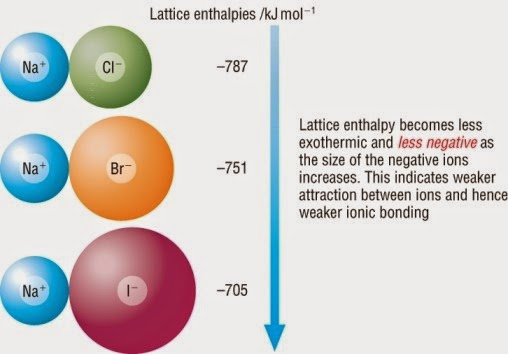 Lattice enthalpies /kJ mol⁻¹
Na⁺ Cl⁻ −787
Na⁺ Br⁻ −751
Na⁺ I⁻ −705
Lattice enthalpy becomes less
exothermic and less negative as
the size of the negative ions
increases. This indicates weaker
attraction between ions and hence
weaker ionic bonding